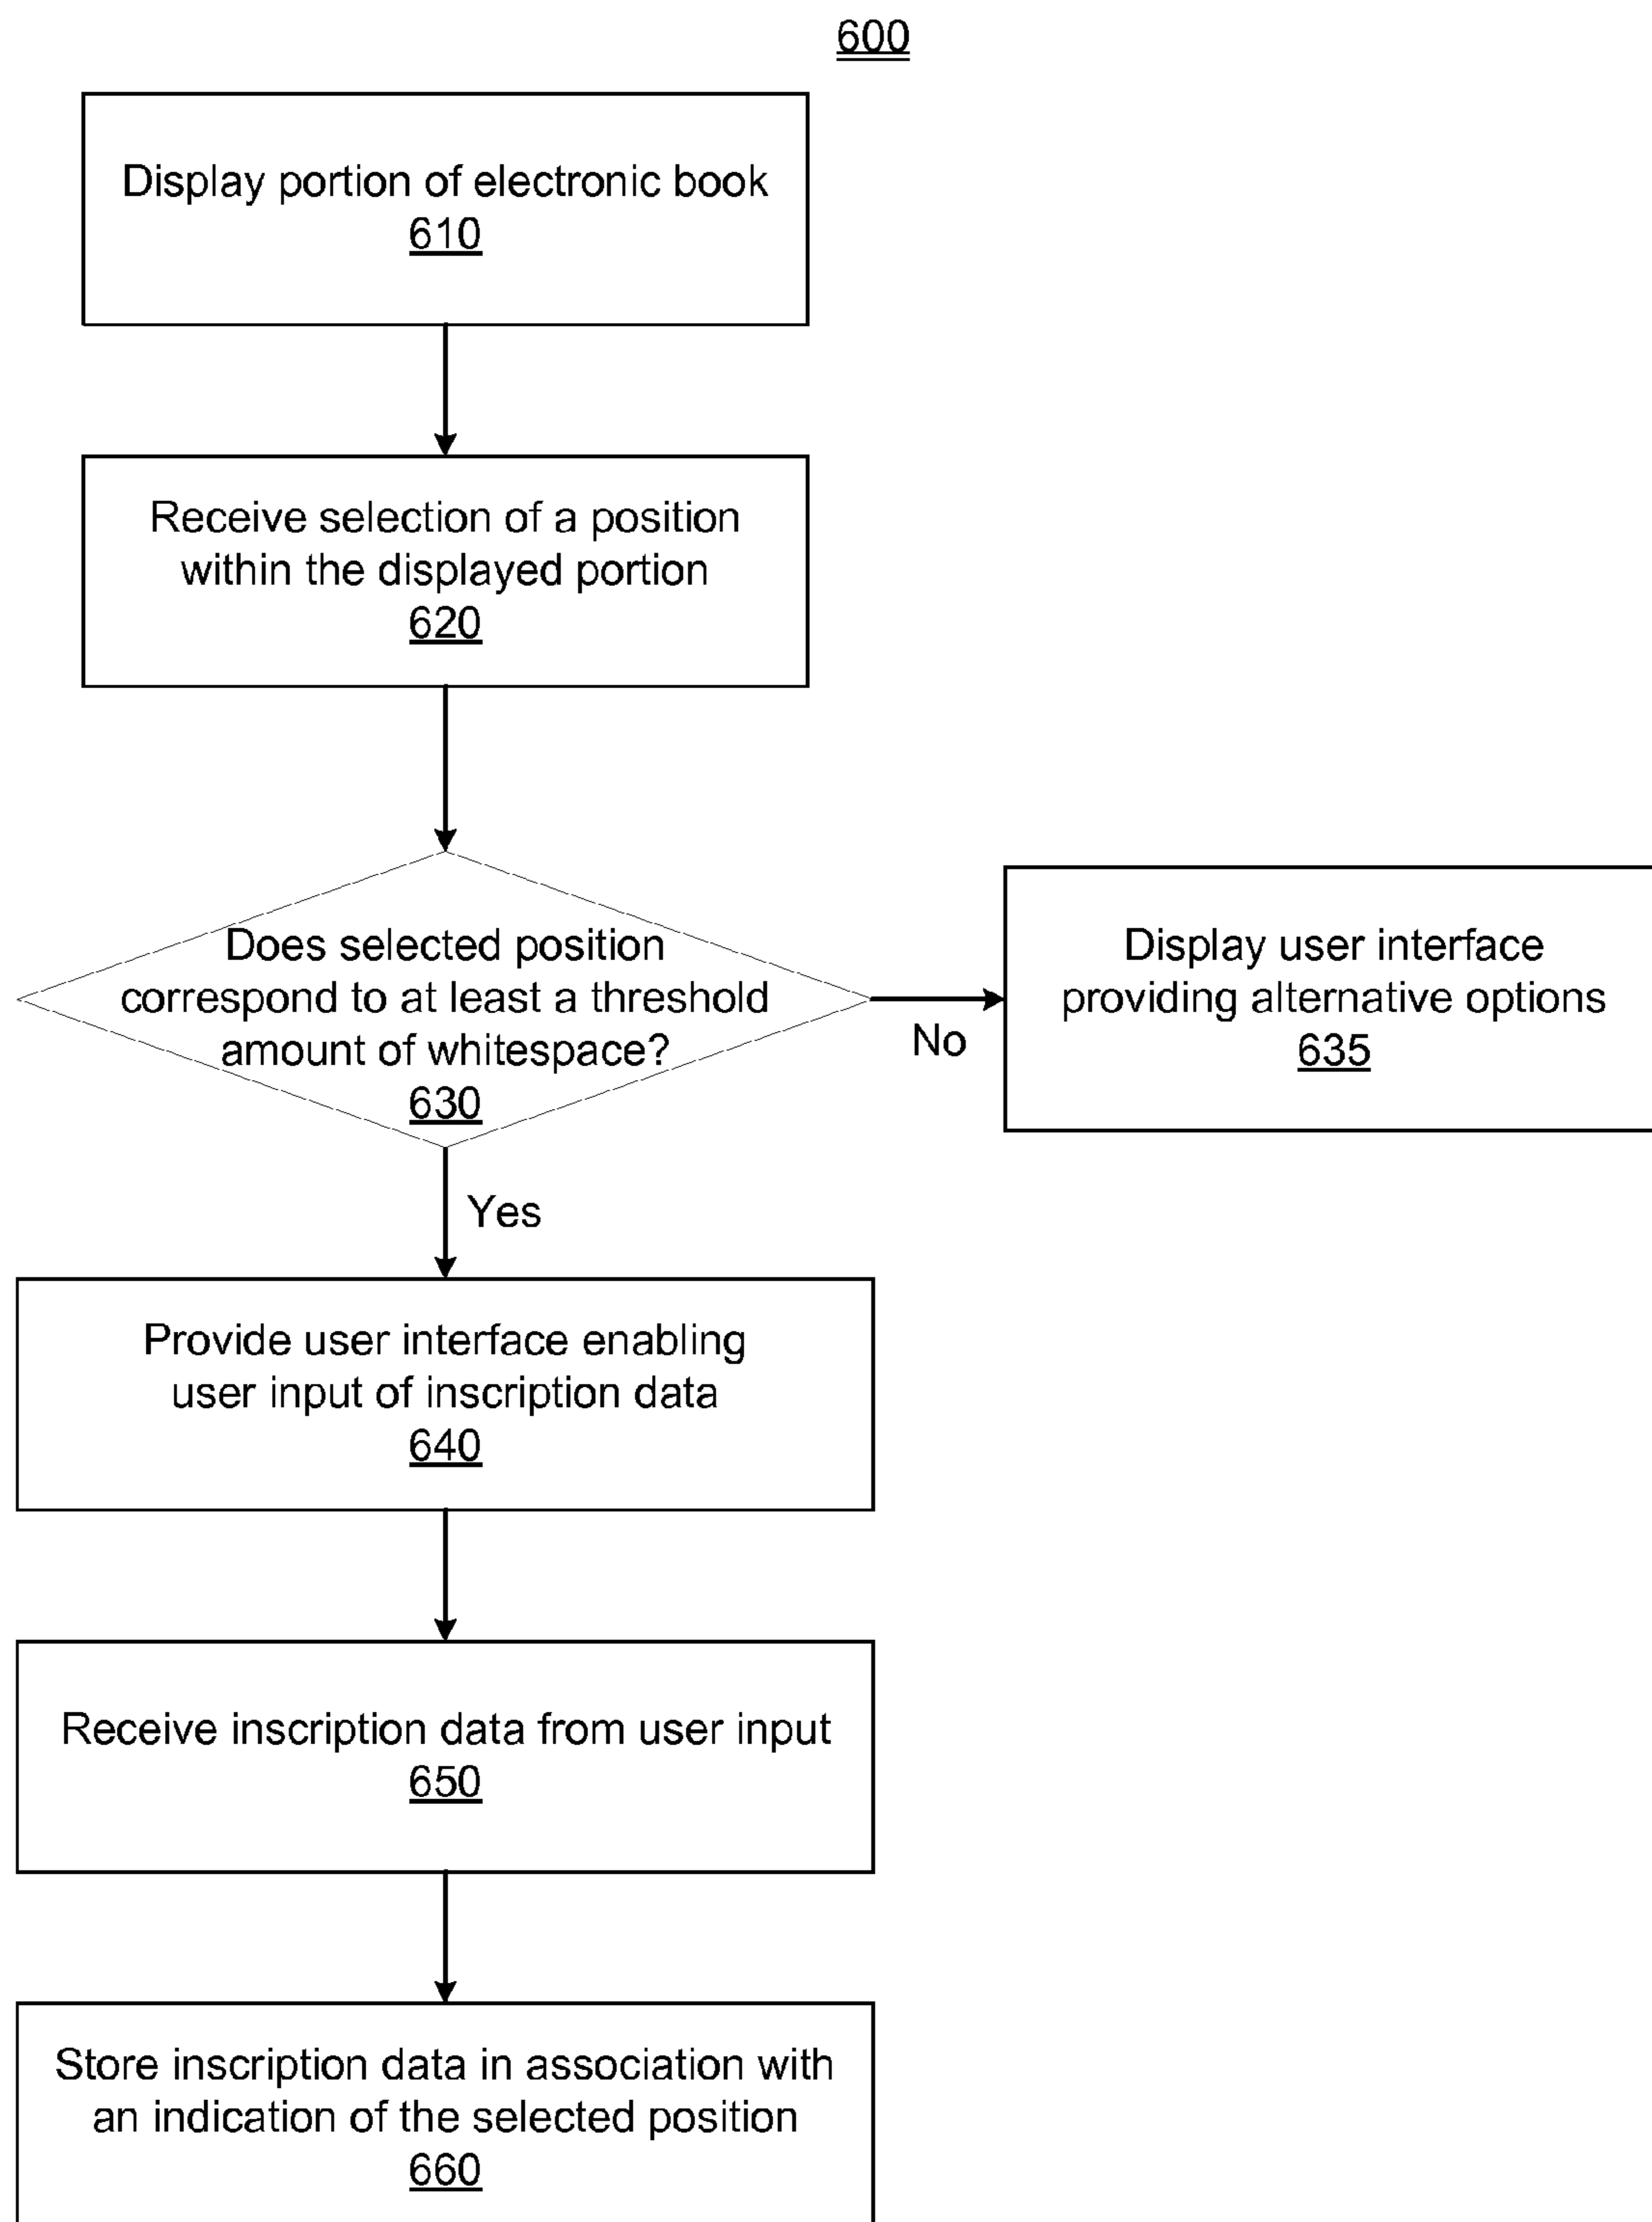 600
Display portion of electronic book
610
Receive selection of a position
within the displayed portion
620
Does selected position
correspond to at least a threshold
amount of whitespace?
630
No
Display user interface
providing alternative options
635
Yes
Provide user interface enabling
user input of inscription data
640
Receive inscription data from user input
650
Store inscription data in association with
an indication of the selected position
660